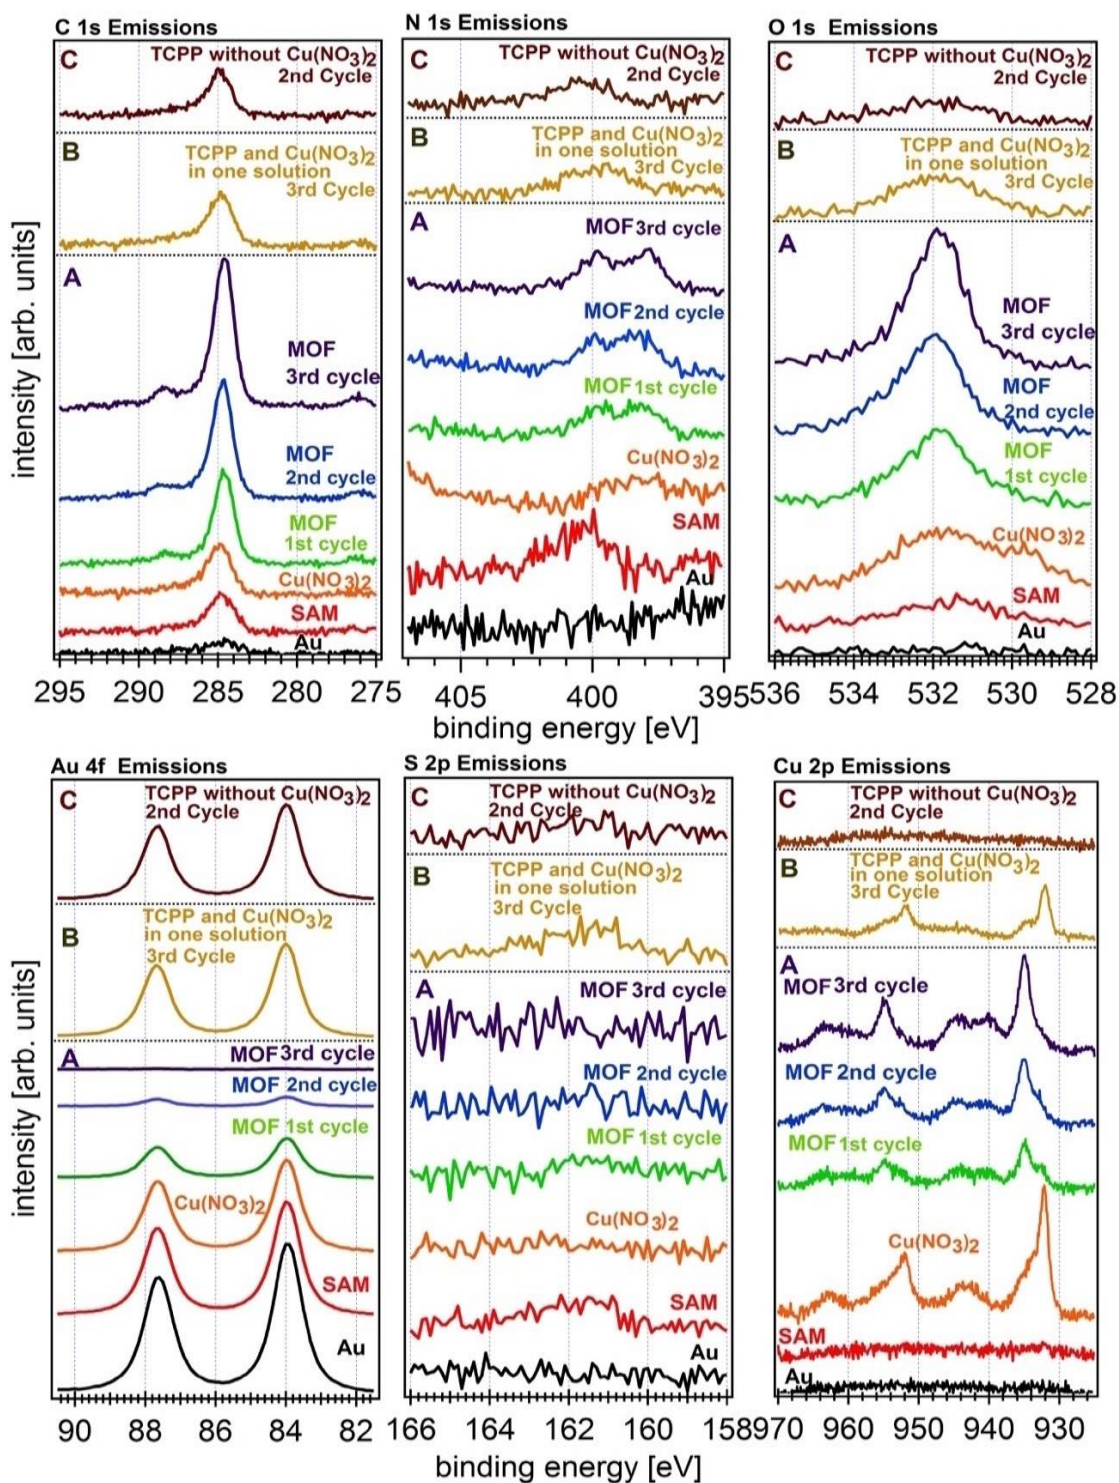 C 1s Emissions
C
TCPP without Cu(NO3)2
2nd Cycle
B
TCPP and Cu(NO3)2
in one solution
3rd Cycle
A
MOF
3rd cycle
MOF
2nd cycle
MOF
1st cycle
Cu(NO3)2
SAM
Au
295 290 285 280 275
intensity [arb. units]
N 1s Emissions
C
TCPP without Cu(NO3)2
2nd Cycle
B
TCPP and Cu(NO3)2
in one solution
3rd Cycle
A
MOF 3rd cycle
MOF 2nd cycle
MOF 1st cycle
Cu(NO3)2
SAM
Au
405 400 395
binding energy [eV]
O 1s Emissions
C
TCPP without Cu(NO3)2
2nd Cycle
B
TCPP and Cu(NO3)2
in one solution
3rd Cycle
A
MOF
3rd cycle
MOF
2nd cycle
MOF
1st cycle
Cu(NO3)2
SAM
Au
536 534 532 530 528
Au 4f Emissions
C
TCPP without Cu(NO3)2
2nd Cycle
B
TCPP and Cu(NO3)2
in one solution
3rd Cycle
A
MOF 3rd cycle
MOF 2nd cycle
MOF 1st cycle
Cu(NO3)2
SAM
Au
90 88 86 84 82
intensity [arb. units]
S 2p Emissions
C
TCPP without Cu(NO3)2
2nd Cycle
B
TCPP and Cu(NO3)2
in one solution
3rd Cycle
A
MOF 3rd cycle
MOF 2nd cycle
MOF 1st cycle
Cu(NO3)2
SAM
Au
166 164 162 160 158
binding energy [eV]
Cu 2p Emissions
C
TCPP without Cu(NO3)2
2nd Cycle
B
TCPP and Cu(NO3)2
in one solution
3rd Cycle
A
MOF 3rd cycle
MOF 2nd cycle
MOF 1st cycle
Cu(NO3)2
SAM
Au
970 960 950 940 930